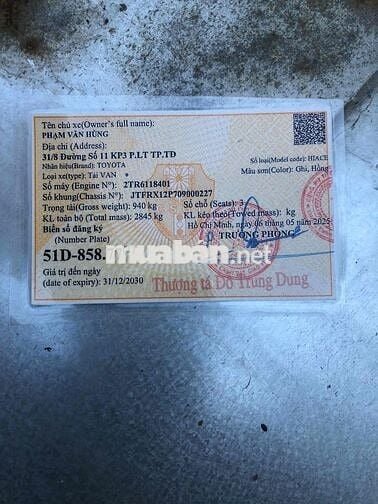 Tên chủ xe(Owner's full name):
PHẠM VĂN HÙNG
Địa chỉ (Address):
31/8 Đường Số 11 KP3 P.LT TP.TĐ
Nhãn hiệu(Brand): TOYOTA
Số loại(Model code): HIACE
Loại xe(type): Tải VAN
Màu sơn(Color): Ghi, Hồng
Số máy (Engine N°): 2TR6118401
Số khung (Chassis N°): JTFRX12P709000227
Số chỗ (Seats): 3
Trọng tải(Gross weight): 940 kg
KL kéo theo(Towed mass): kg
KL toàn bộ (Total mass): 2845 kg
Hồ Chí Minh, ngày 06 tháng 05 năm 2025
Biển số đăng ký
TRƯỞNG PHÒNG
(Number Plate)
51D-858.
muaban.net
Giá trị đến ngày
(date of expiry): 31/12/2030
Thượng tá Đỗ Trung Dung